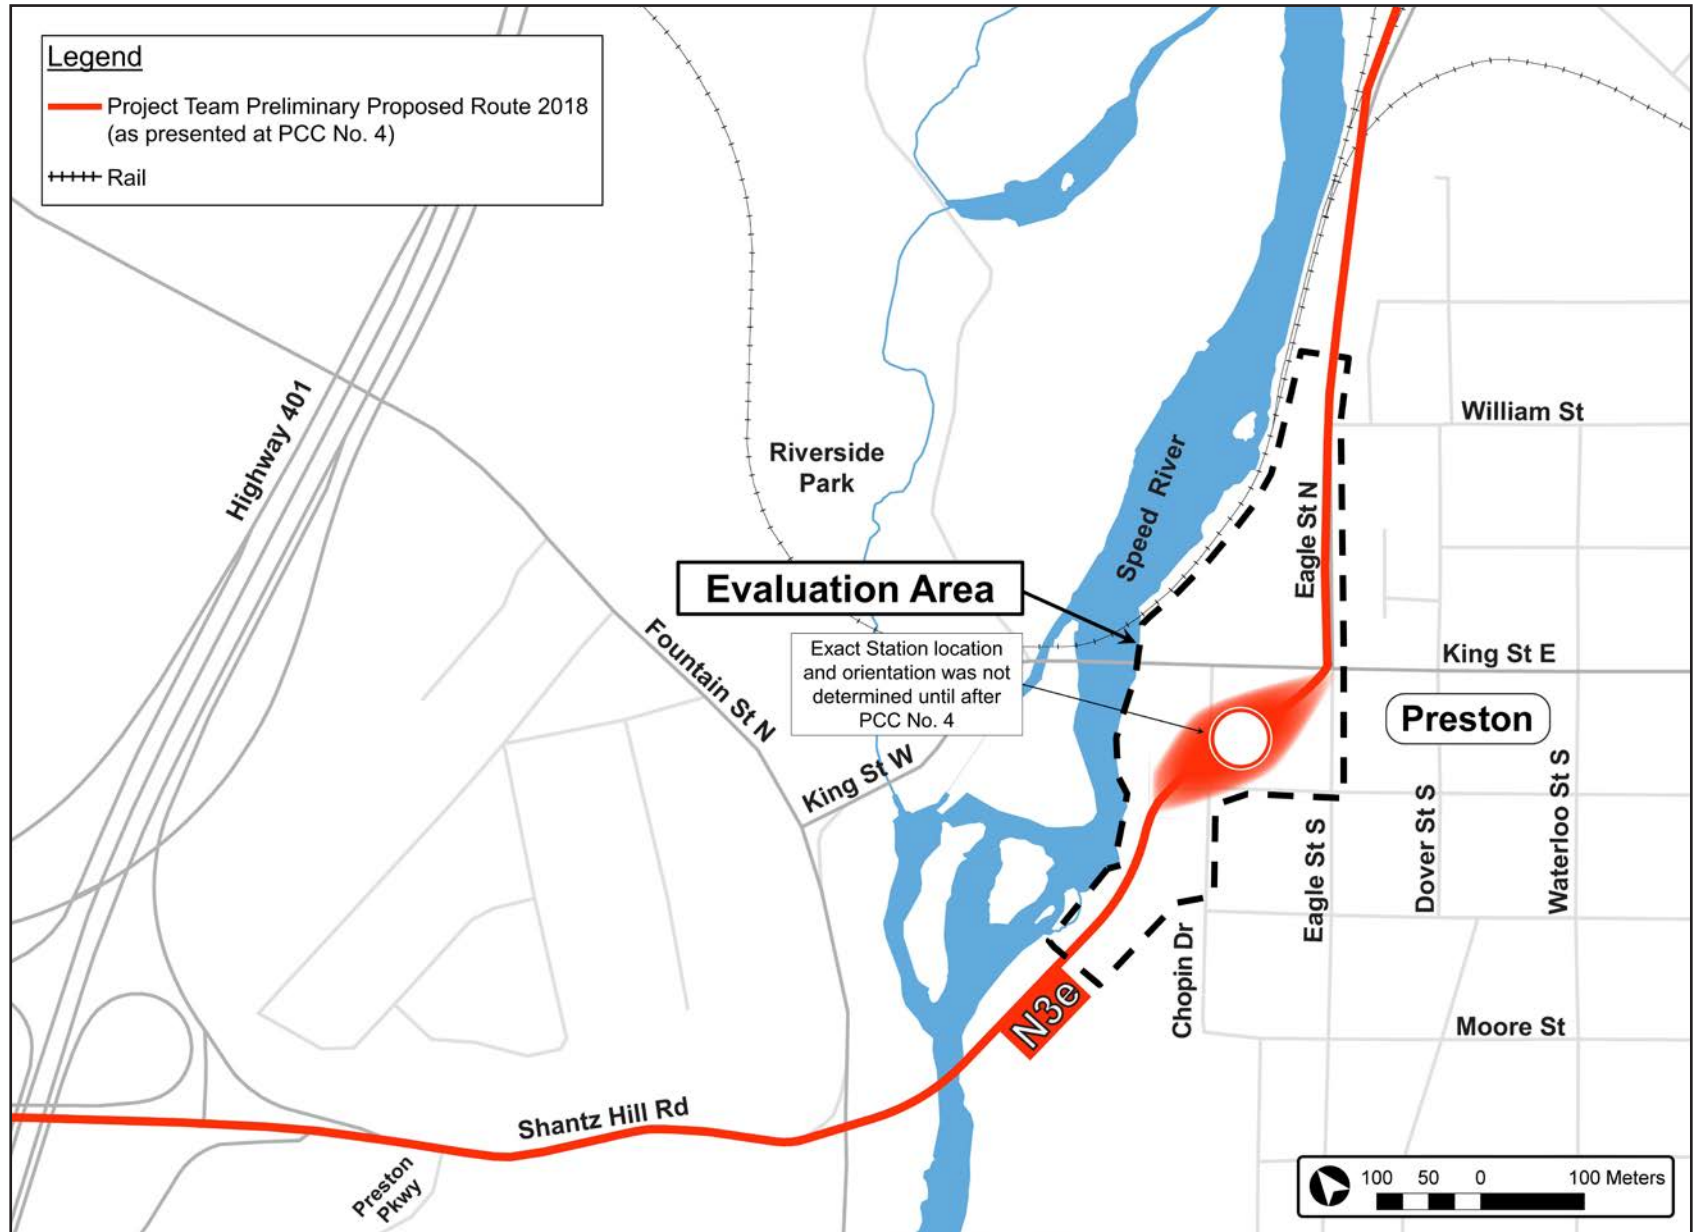 Legend
Project Team Preliminary Proposed Route 2018
(as presented at PCC No. 4)
Rail
Highway 401
Riverside
Park
Speed River
William St
Eagle St N
Evaluation Area
Exact Station location
and orientation was not
determined until after
PCC No. 4
Fountain St N
King St E
Preston
King St W
Eagle St S
Dover St S
Waterloo St S
Chopin Dr
N3e
Moore St
Shantz Hill Rd
Preston
Pkwy
100 50 0 100 Meters